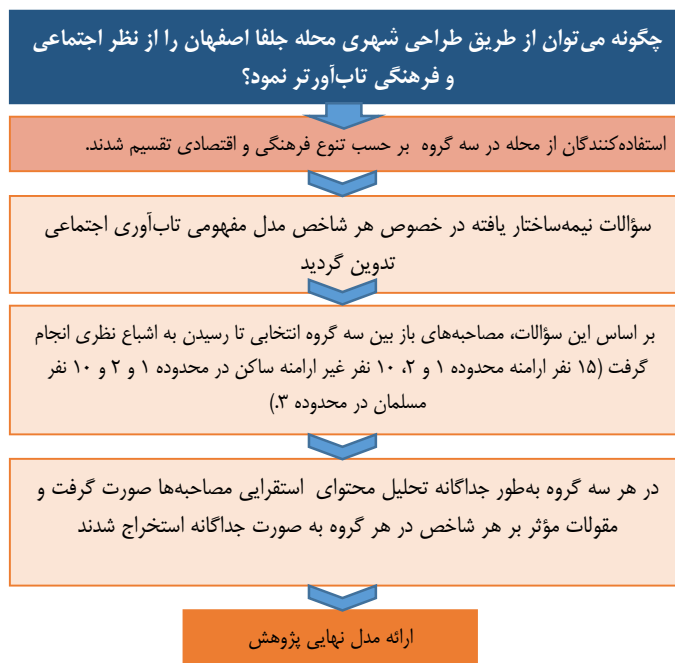 چگونه می‌توان از طریق طراحی شهری محله جلفا اصفهان را از نظر اجتماعی
و فرهنگی تاب‌آورتر نمود؟
استفاده‌کنندگان از محله در سه گروه بر حسب تنوع فرهنگی و اقتصادی تقسیم شدند.
سؤالات نیمه‌ساختار یافته در خصوص هر شاخص مدل مفهومی تاب‌آوری اجتماعی
تدوین گردید
بر اساس این سؤالات، مصاحبه‌های باز بین سه گروه انتخابی تا رسیدن به اشباع نظری انجام
گرفت (۱۵ نفر ارامنه محدوده ۱ و ۲، ۱۰ نفر غیر ارامنه ساکن در محدوده ۱ و ۲ و ۱۰ نفر
مسلمان در محدوده ۳.)
در هر سه گروه به‌طور جداگانه تحلیل محتوای استقرایی مصاحبه‌ها صورت گرفت و
مقولات مؤثر بر هر شاخص در هر گروه به صورت جداگانه استخراج شدند
ارائه مدل نهایی پژوهش